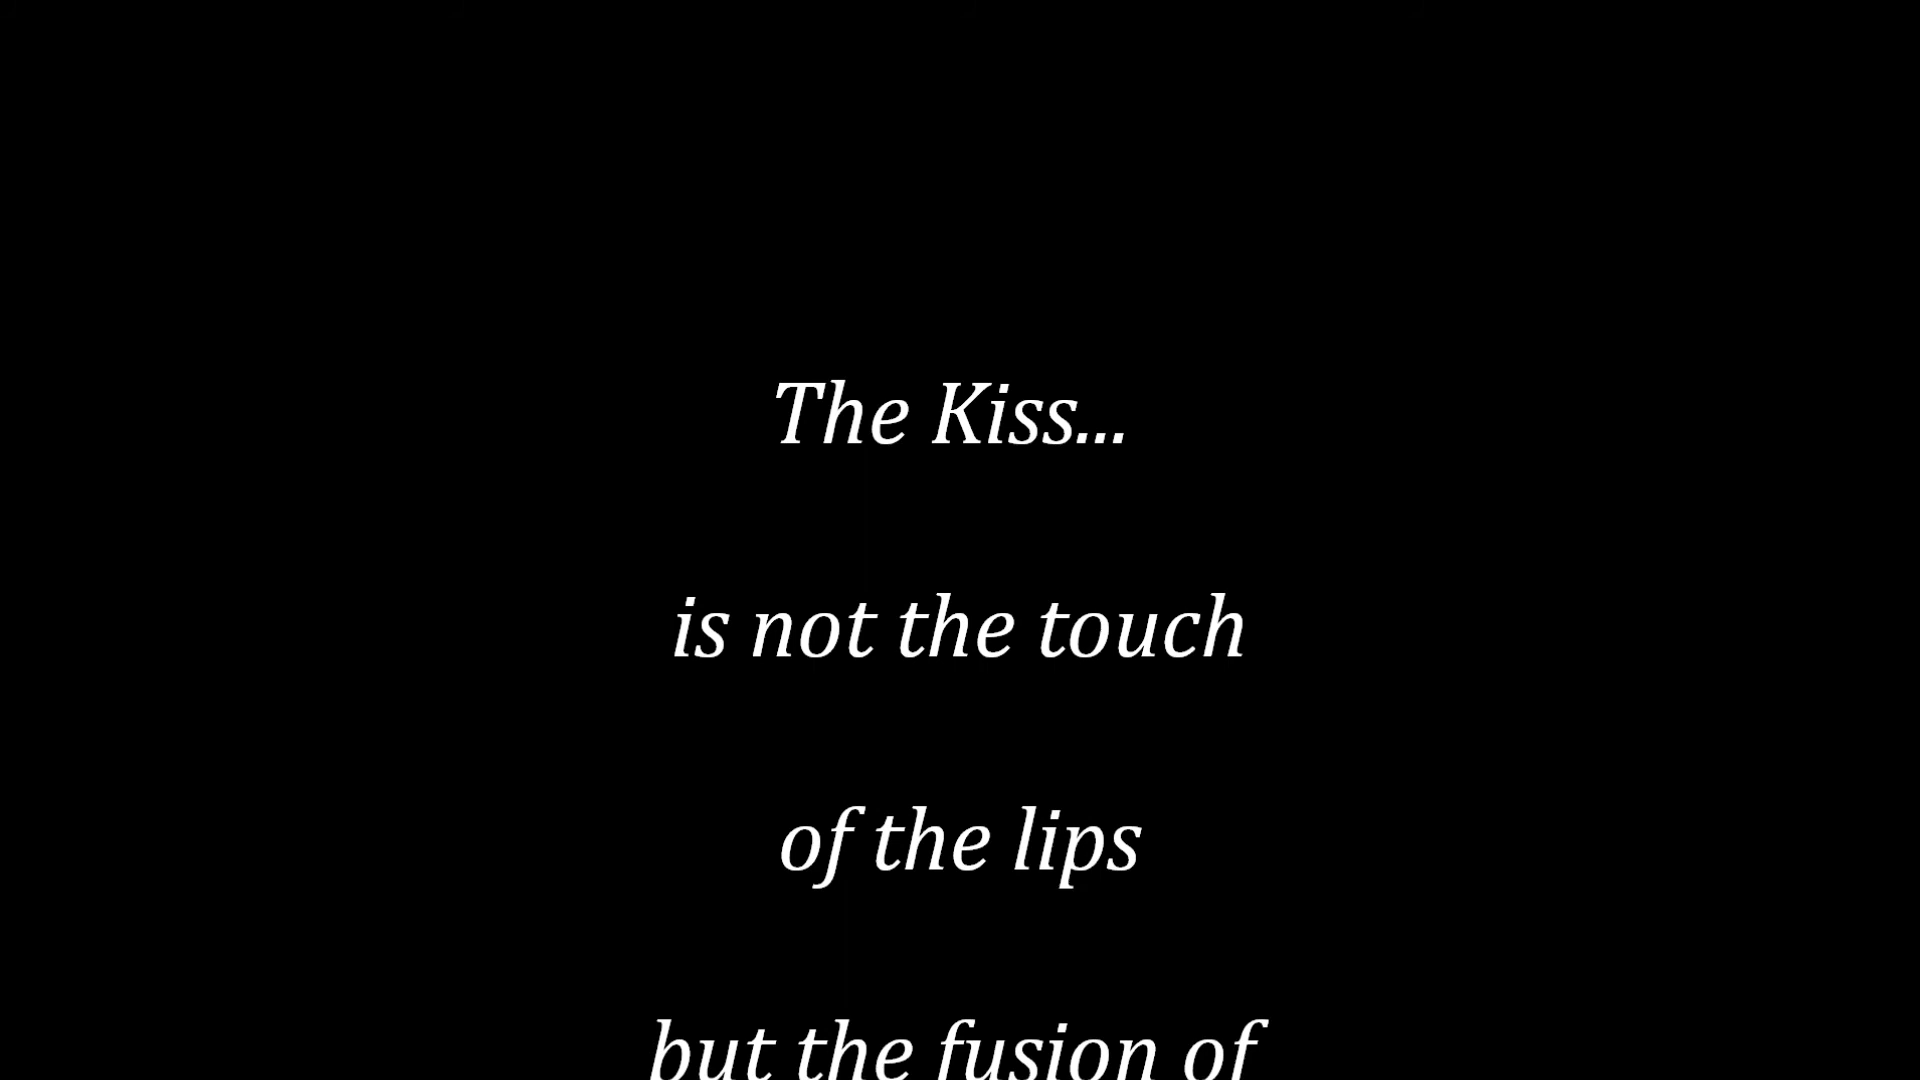 The Kiss...
is not the touch
of the lips
but the fusion of